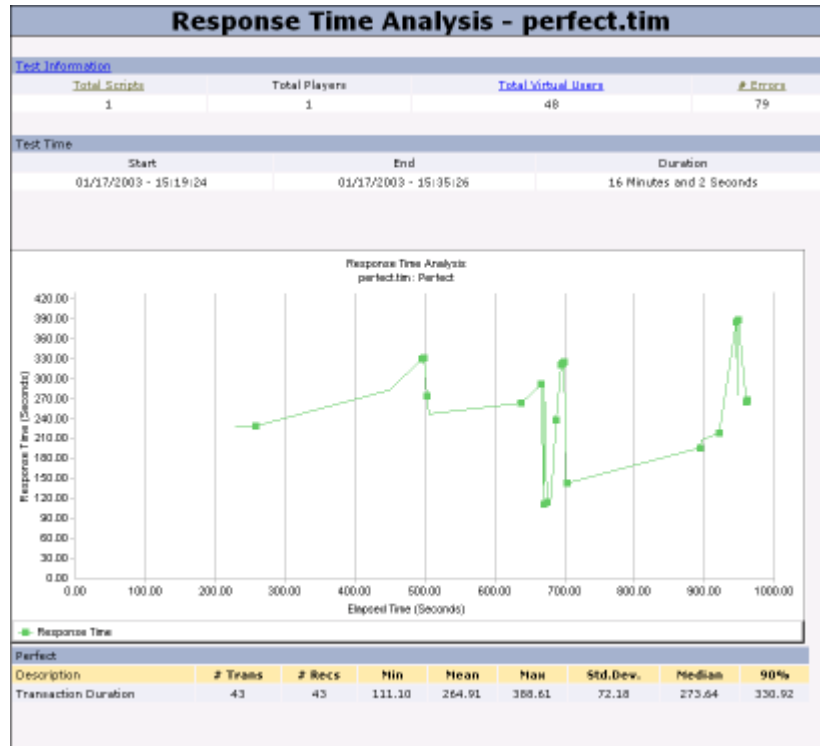 Response Time Analysis - perfect.tim
Test Information
Total Scripts Total Players Total Virtual Users # Errors
1 1 48 79
Test Time
Start End Duration
01/17/2003 - 15:19:24 01/17/2003 - 15:35:26 16 Minutes and 2 Seconds
Response Time Analysis
perfect.tim : Perfect
Response Time (Seconds)
420.00
390.00
360.00
330.00
300.00
270.00
240.00
210.00
180.00
150.00
120.00
90.00
60.00
30.00
0.00
0.00 100.00 200.00 300.00 400.00 500.00 600.00 700.00 800.00 900.00 1000.00
Elapsed Time (Seconds)
Response Time
Perfect
Description # Trans # Recs Min Mean Max Std.Dev. Median 90%
Transaction Duration 43 43 111.10 264.91 388.61 72.18 273.64 330.92